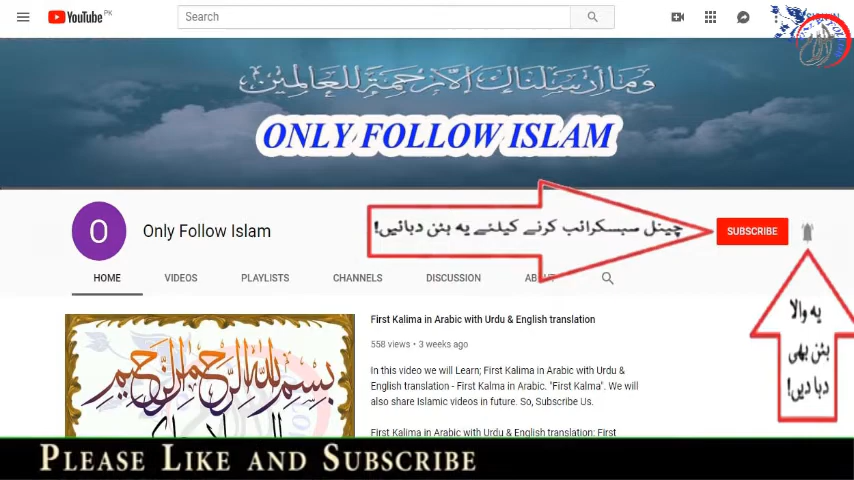 YouTube PK
Search
وما أرسلناك إلا رحمة للعالمين
ONLY FOLLOW ISLAM
O
Only Follow Islam
چینل سبسکرائب کرنے کیلئے یہ بٹن دبائیں!
SUBSCRIBE
HOME VIDEOS PLAYLISTS CHANNELS DISCUSSION
یہ والا
بٹن بھی
دبا دیں!
First Kalima in Arabic with Urdu & English translation
558 views • 3 weeks ago
In this video we will Learn; First Kalima in Arabic with Urdu &
English translation - First Kalma in Arabic. "First Kalma". We will
also share Islamic videos in future. So, Subscribe Us.
First Kalima in Arabic with Urdu & English translation: First
بسم الله الرحمن الرحيم
PLEASE LIKE AND SUBSCRIBE